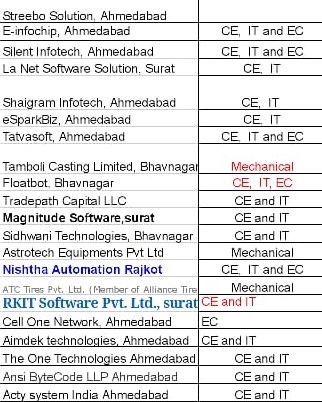 Streebo Solution, Ahmedabad
E-infochip, Ahmedabad CE, IT and EC
Silent Infotech, Ahmedabad CE, IT and EC
La Net Software Solution, Surat CE, IT
Shaigram Infotech, Ahmedabad CE, IT
eSparkBiz, Ahmedabad CE, IT
Tatvasoft, Ahmedabad CE, IT and EC
Tamboli Casting Limited, Bhavnagar Mechanical
Floatbot, Bhavnagar CE, IT, EC
Tradepath Capital LLC CE and IT
Magnitude Software,surat CE and IT
Sidhwani Technologies, Bhavnagar CE and IT
Astrotech Equipments Pvt Ltd Mechanical
Nishtha Automation Rajkot CE, IT and EC
ATC Tires Pvt. Ltd. (Member of Alliance Tire Mechanical
RKIT Software Pvt. Ltd., surat CE and IT
Cell One Network, Ahmedabad EC
Aimdek technologies, Ahmedabad CE and IT
The One Technologies Ahmedabad CE and IT
Ansi ByteCode LLP Ahmedabad CE and IT
Acty system India Ahmedabad CE and IT